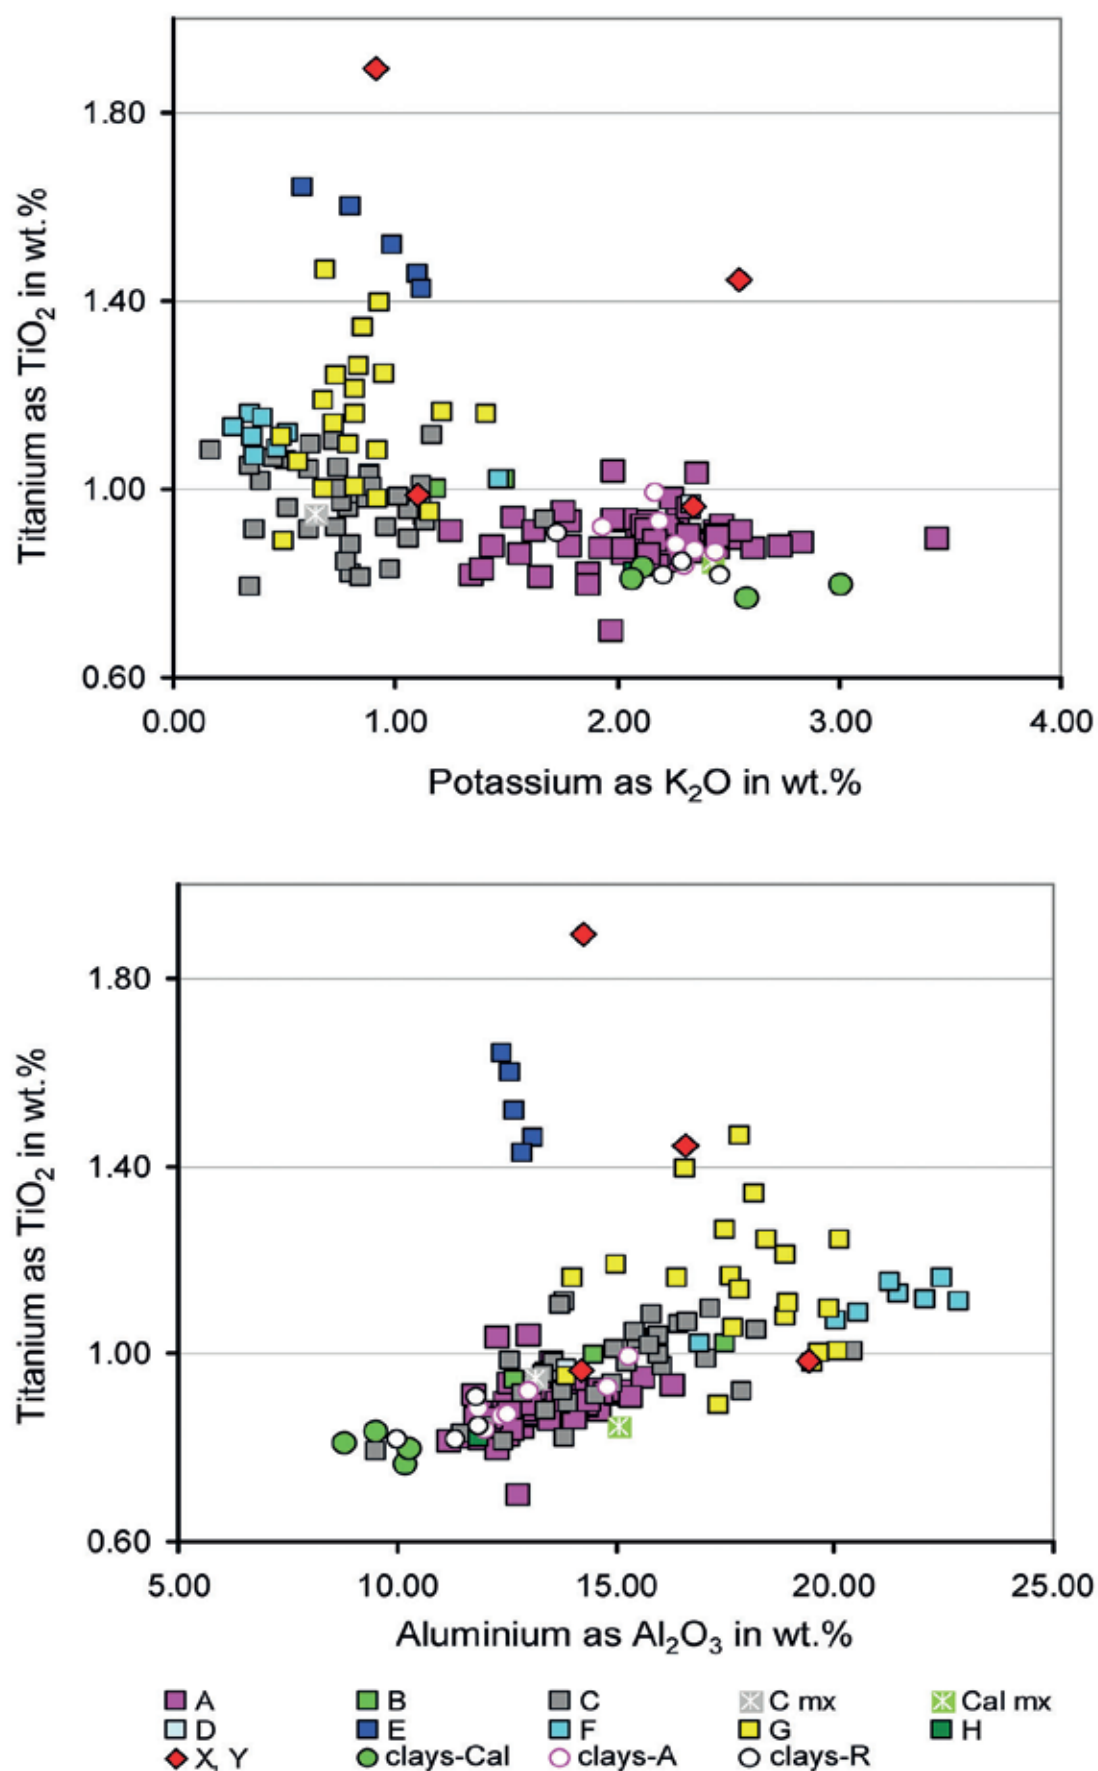 Titanium as TiO₂ in wt.%
1.80
1.40
1.00
0.60
0.00 1.00 2.00 3.00 4.00
Potassium as K₂O in wt.%
Titanium as TiO₂ in wt.%
1.80
1.40
1.00
0.60
5.00 10.00 15.00 20.00 25.00
Aluminium as Al₂O₃ in wt.%
A B C C mx Cal mx
D E F G H
X, Y clays-Cal clays-A clays-R